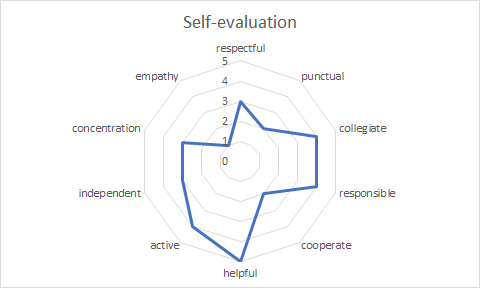 Self-evaluation
respectful
punctual
collegiate
responsible
cooperate
helpful
active
independent
concentration
empathy
5
4
3
2
1
0